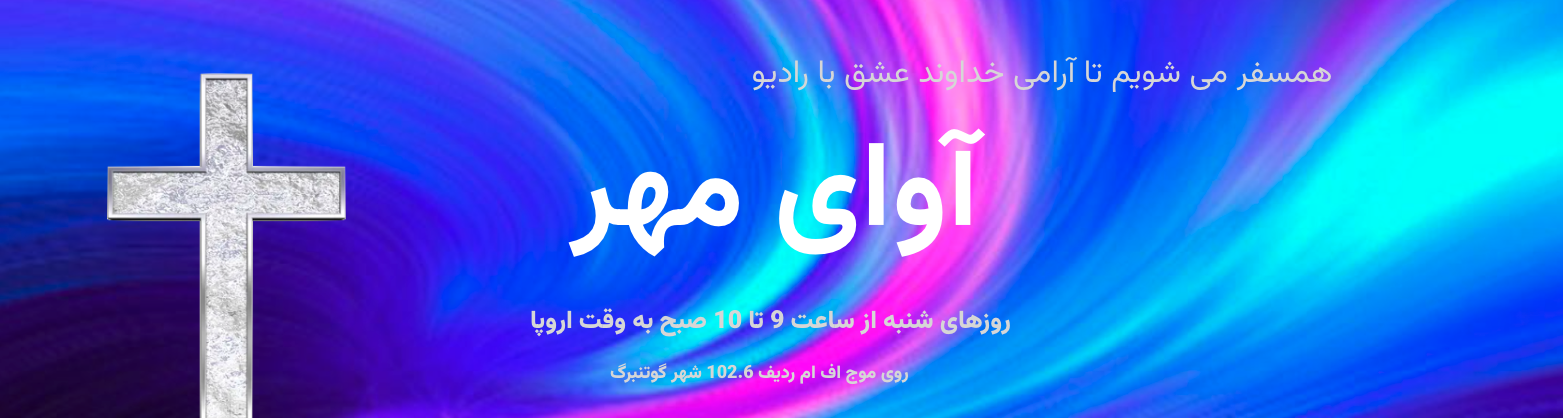 همسفر می شویم تا آرامی خداوند عشق با رادیو
آوای مهر
روزهای شنبه از ساعت 9 تا 10 صبح به وقت اروپا
روی موج اف ام ردیف 102.6 شهر گوتنبرگ